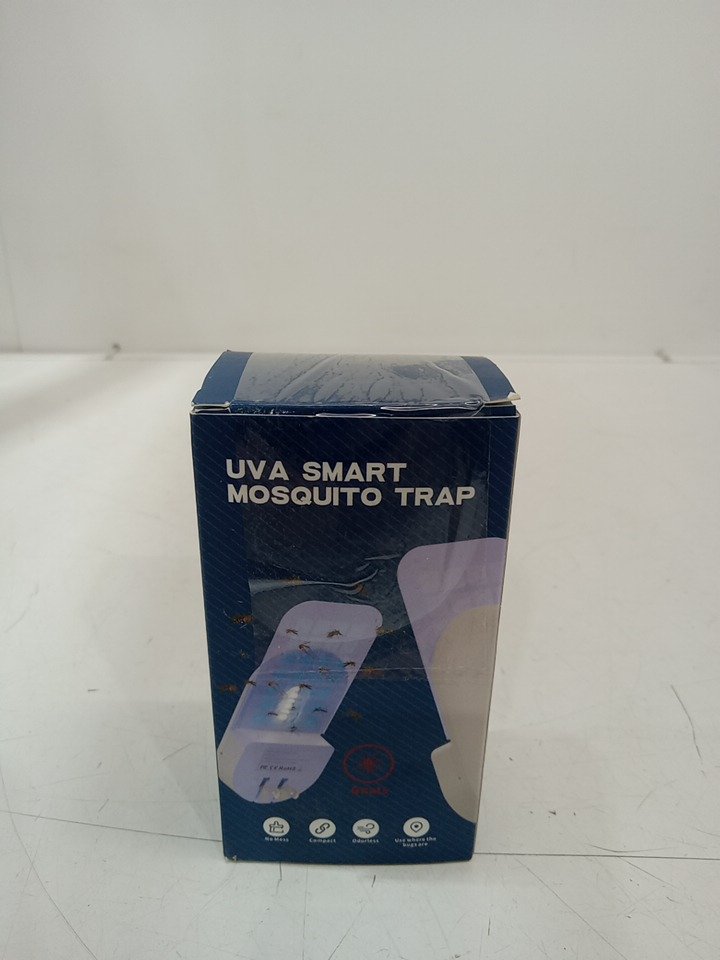 UVA SMART
MOSQUITO TRAP
No Mess
Compact
Odorless
Use where the
bugs are